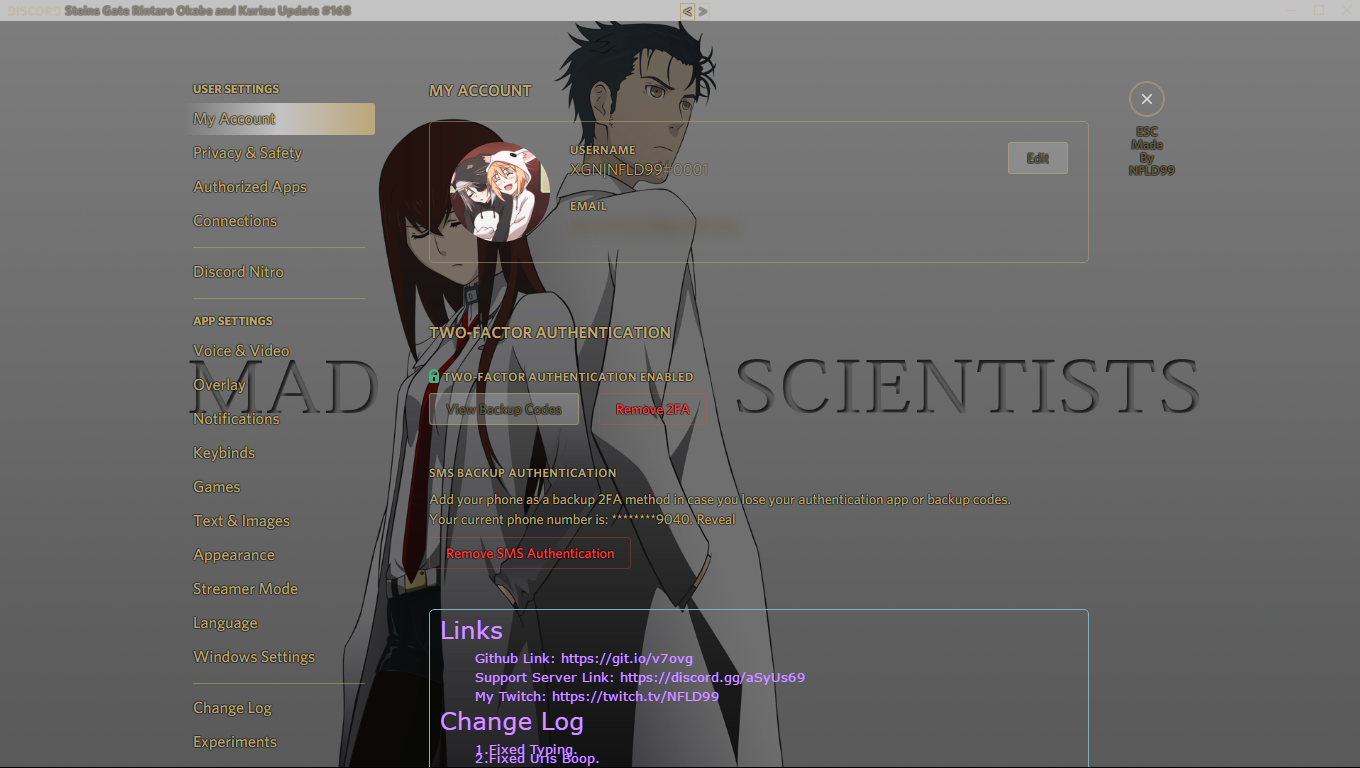 DISCORD Steins Gate Rintaro Okabe and Kurisu Update #168
< >
USER SETTINGS
My Account
Privacy & Safety
Authorized Apps
Connections
Discord Nitro
APP SETTINGS
Voice & Video
Overlay
Notifications
Keybinds
Games
Text & Images
Appearance
Streamer Mode
Language
Windows Settings
Change Log
Experiments
MY ACCOUNT
USERNAME
XGN|NFLD99#0001
EMAIL
Edit
ESC
Made
By
NFLD99
MAD SCIENTISTS
TWO-FACTOR AUTHENTICATION
TWO-FACTOR AUTHENTICATION ENABLED
View Backup Codes
Remove 2FA
SMS BACKUP AUTHENTICATION
Add your phone as a backup 2FA method in case you lose your authentication app or backup codes.
Your current phone number is: ********9040. Reveal
Remove SMS Authentication
Links
Github Link: https://git.io/v7ovg
Support Server Link: https://discord.gg/aSyUs69
My Twitch: https://twitch.tv/NFLD99
Change Log
1.Fixed Typing.
2.Fixed Urls Boop.